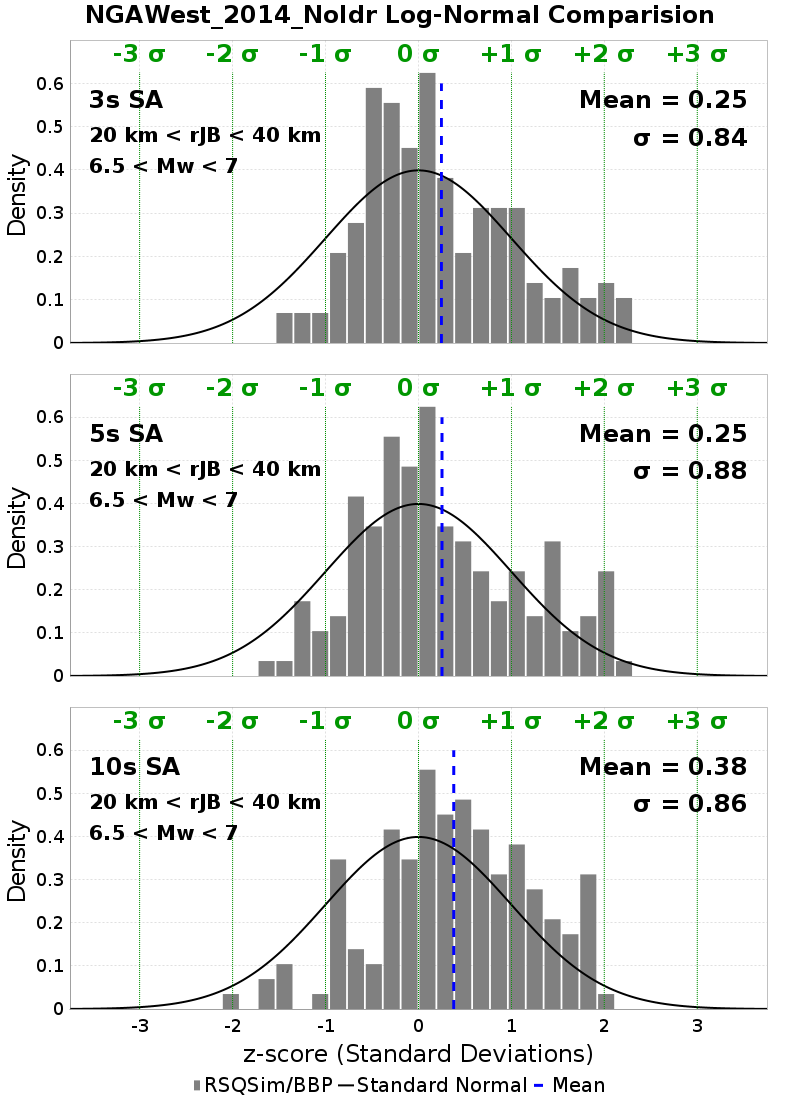 NGAWest_2014_NoIdr Log-Normal Comparision
-3 σ -2 σ -1 σ 0 σ +1 σ +2 σ +3 σ
3s SA
Mean = 0.25
20 km < rJB < 40 km
σ = 0.84
6.5 < Mw < 7
0.6
0.5
0.4
0.3
0.2
0.1
0
Density
-3 σ -2 σ -1 σ 0 σ +1 σ +2 σ +3 σ
5s SA
Mean = 0.25
20 km < rJB < 40 km
σ = 0.88
6.5 < Mw < 7
0.6
0.5
0.4
0.3
0.2
0.1
0
Density
-3 σ -2 σ -1 σ 0 σ +1 σ +2 σ +3 σ
10s SA
Mean = 0.38
20 km < rJB < 40 km
σ = 0.86
6.5 < Mw < 7
0.6
0.5
0.4
0.3
0.2
0.1
0
Density
-3 -2 -1 0 1 2 3
z-score (Standard Deviations)
RSQSim/BBP Standard Normal Mean